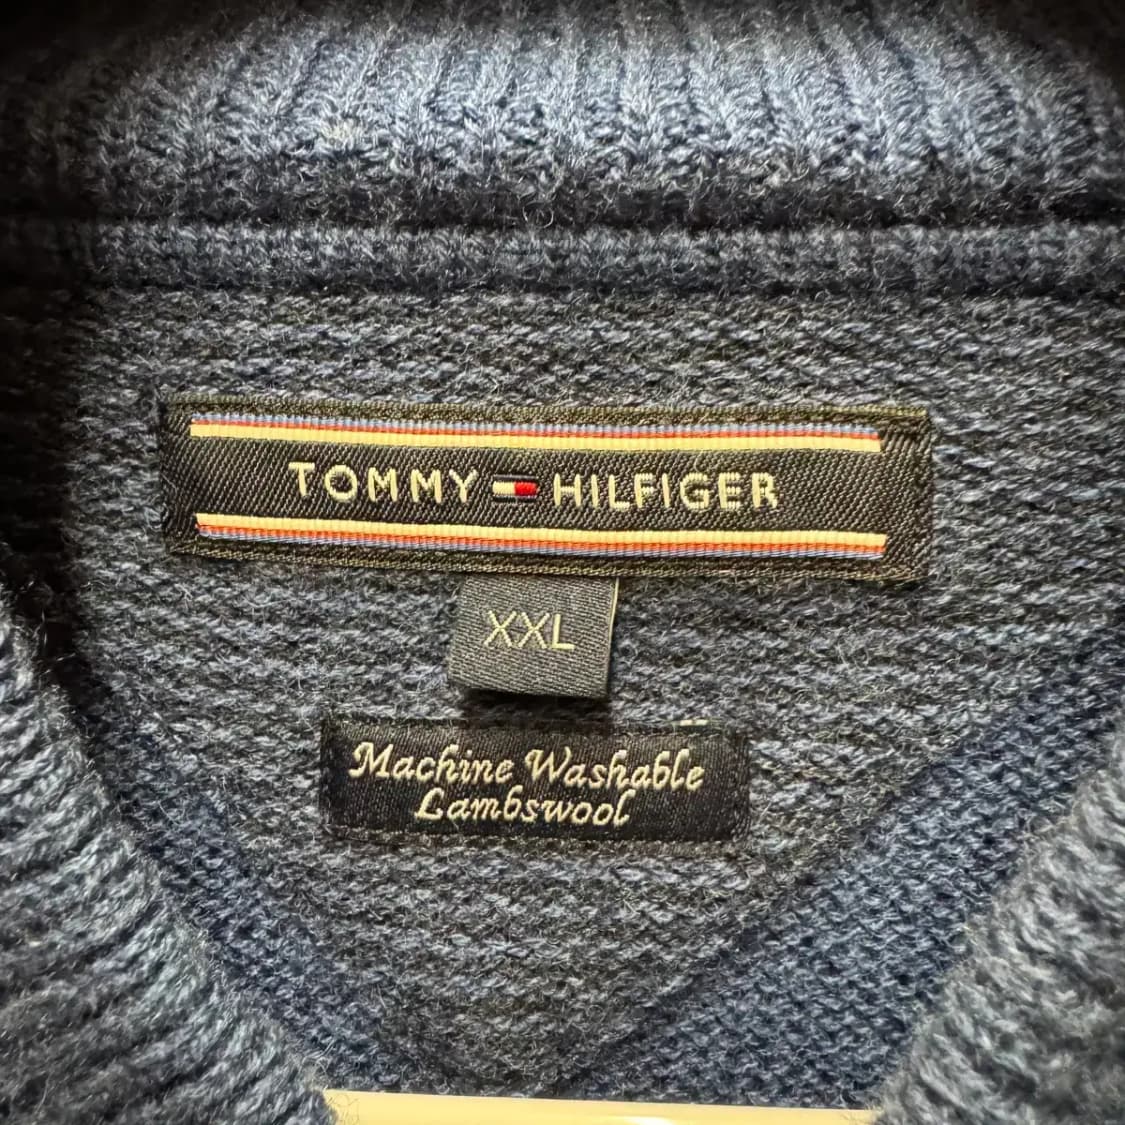 TOMMY HILFIGER
XXL
Machine Washable
Lambswool